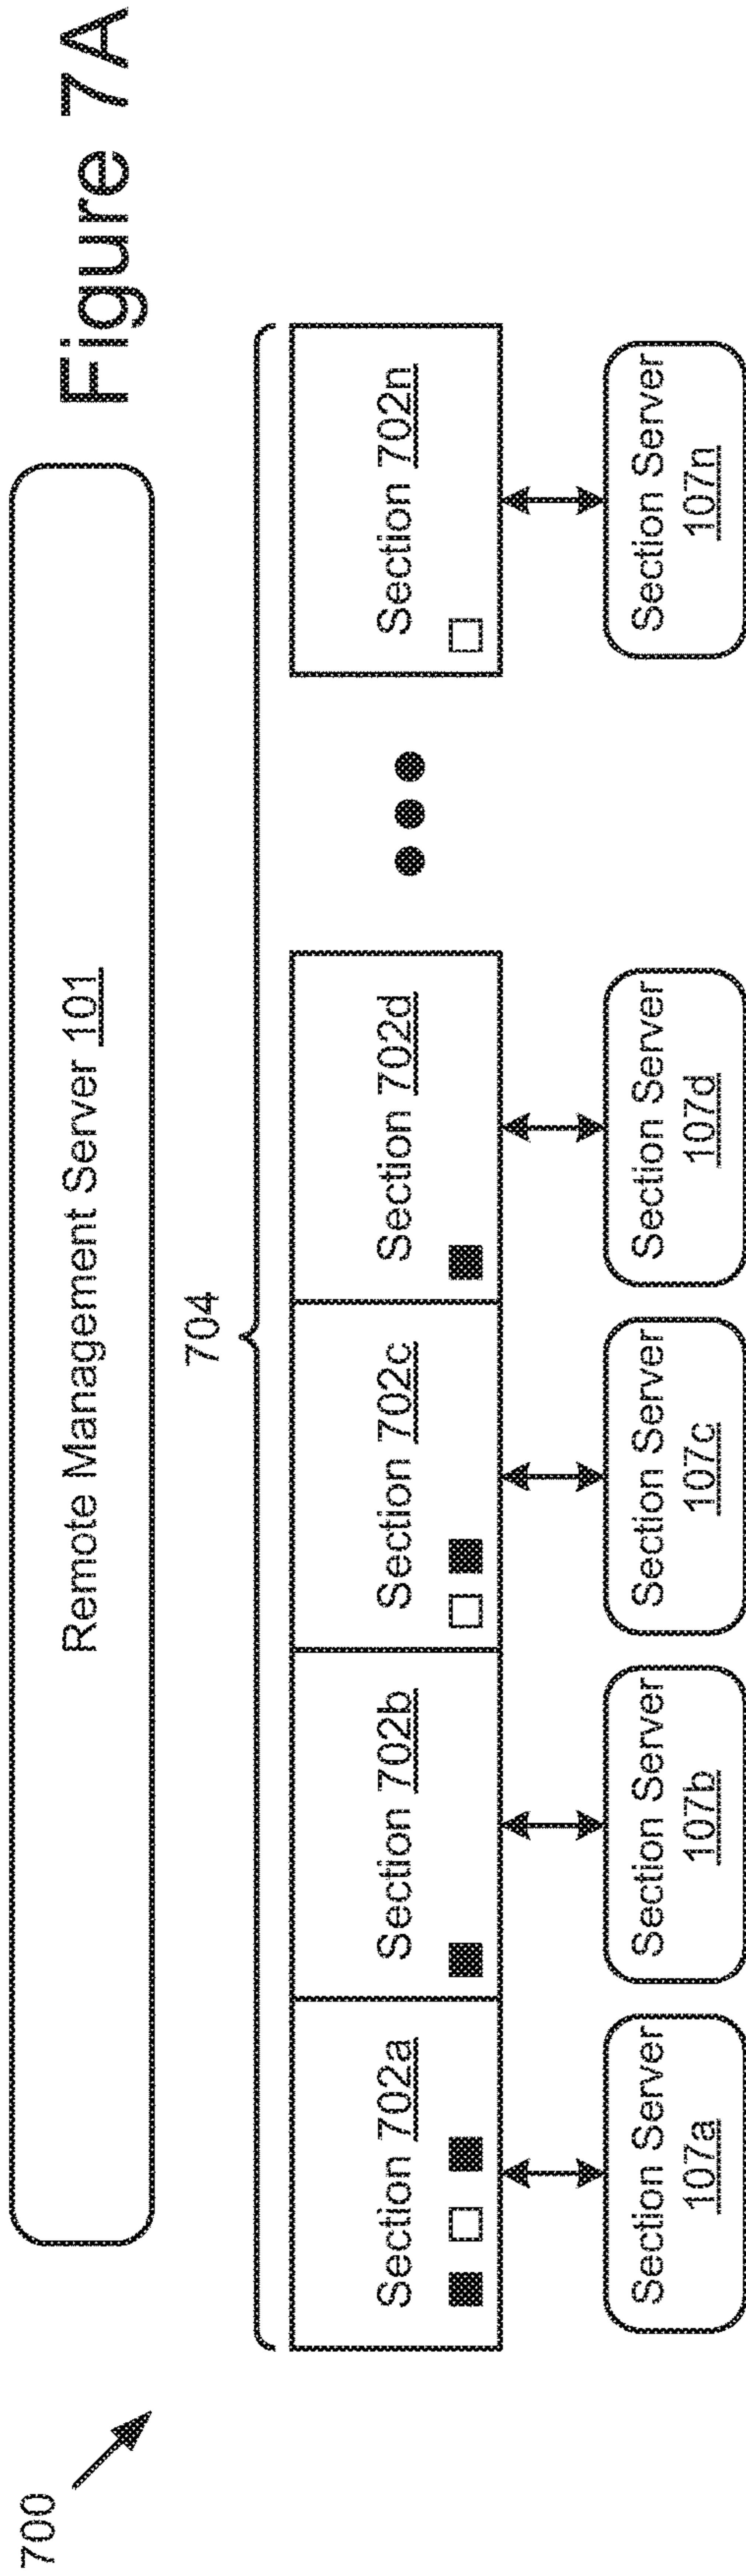 Figure 7A
700
Remote Management Server 101
704
Section 702a
Section 702b
Section 702c
Section 702d
Section 702n
Section Server
107a
Section Server
107b
Section Server
107c
Section Server
107d
Section Server
107n